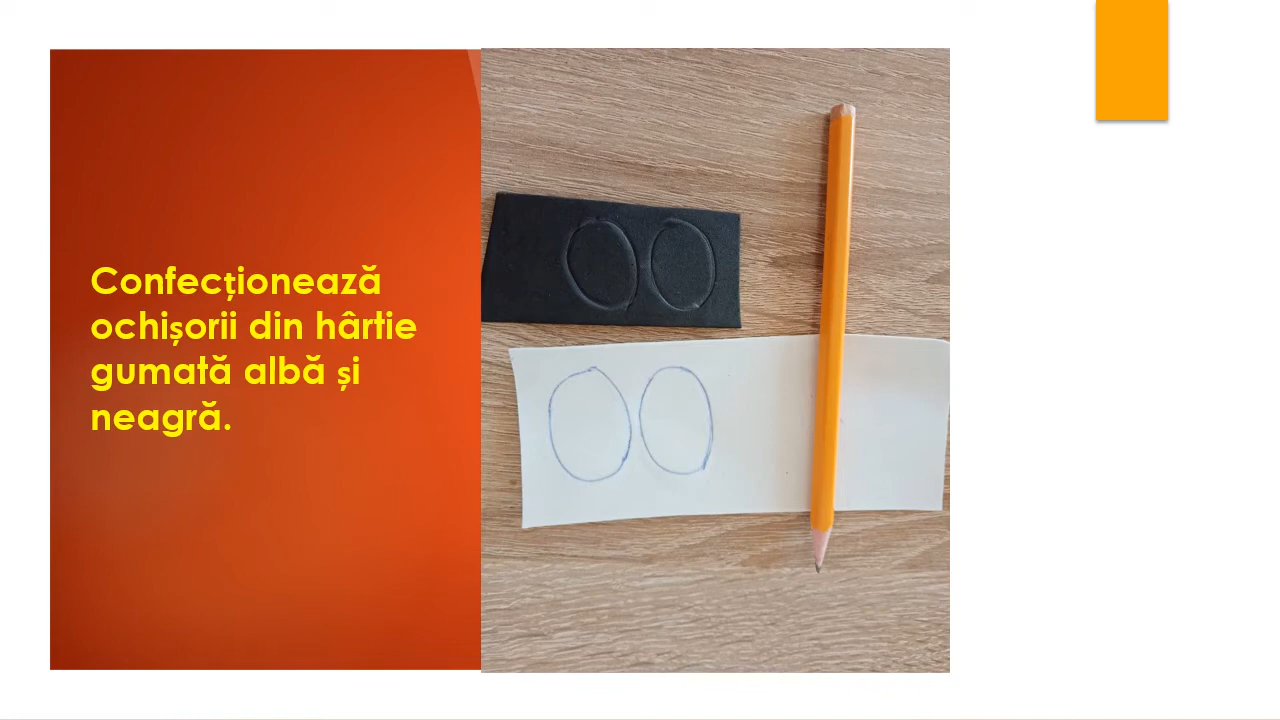 Confecționează
ochișorii din hârtie
gumată albă și
neagră.